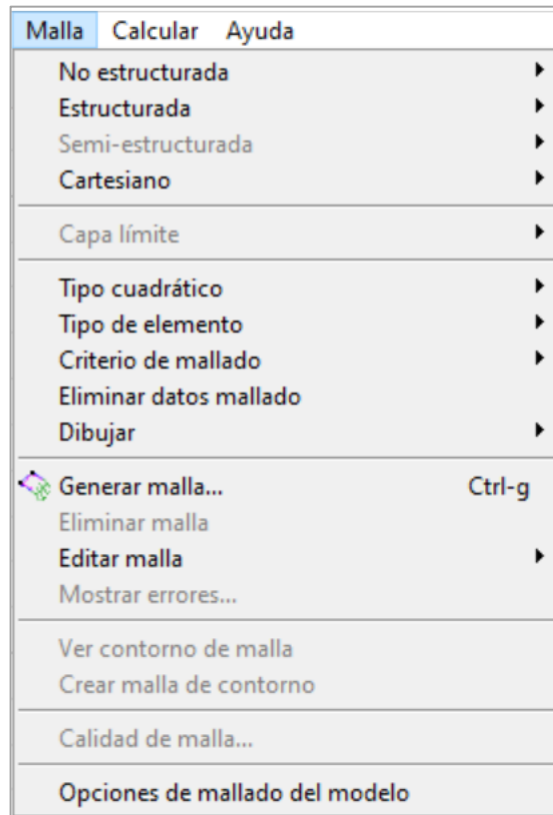 Malla Calcular Ayuda
No estructurada
Estructurada
Semi-estructurada
Cartesiano
Capa límite
Tipo cuadrático
Tipo de elemento
Criterio de mallado
Eliminar datos mallado
Dibujar
Generar malla... Ctrl-g
Eliminar malla
Editar malla
Mostrar errores...
Ver contorno de malla
Crear malla de contorno
Calidad de malla...
Opciones de mallado del modelo